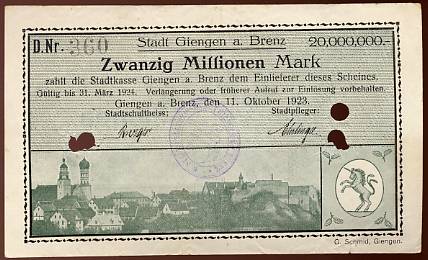 D.Nr. 360 Stadt Giengen a. Brenz 20,000,000.-
Zwanzig Millionen Mark
zahlt die Stadtkasse Giengen a. Brenz dem Einlieferer dieses Scheines.
Gültig bis 31. März 1924. Verlängerung oder früherer Aufruf zur Einlösung vorbehalten.
Giengen a. Brenz, den 11. Oktober 1923.
Stadtschultheiss: Stadtpfleger:
G. Schmid, Giengen.